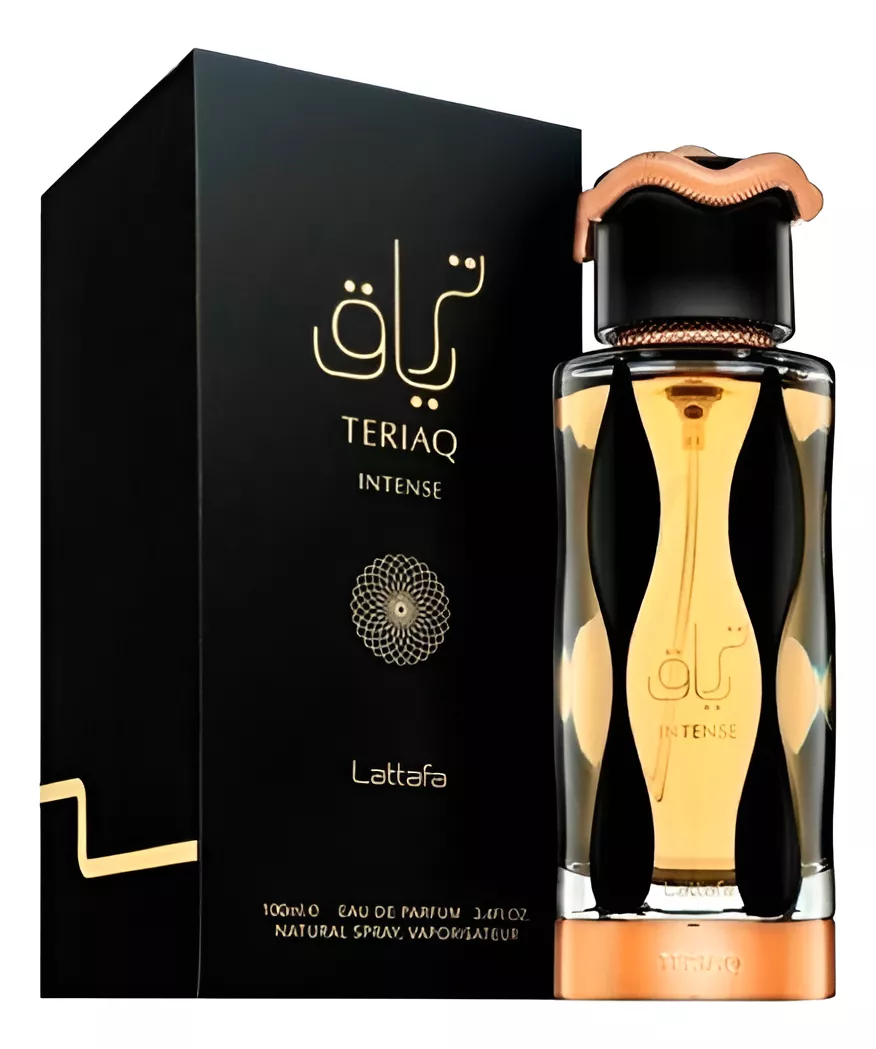 ترياق
TERIAQ
INTENSE
Lattafa
100ml ℮ EAU DE PARFUM 3.4FL.OZ.
NATURAL SPRAY, VAPORISATEUR
ترياق
INTENSE
Lattafa
TERIAQ